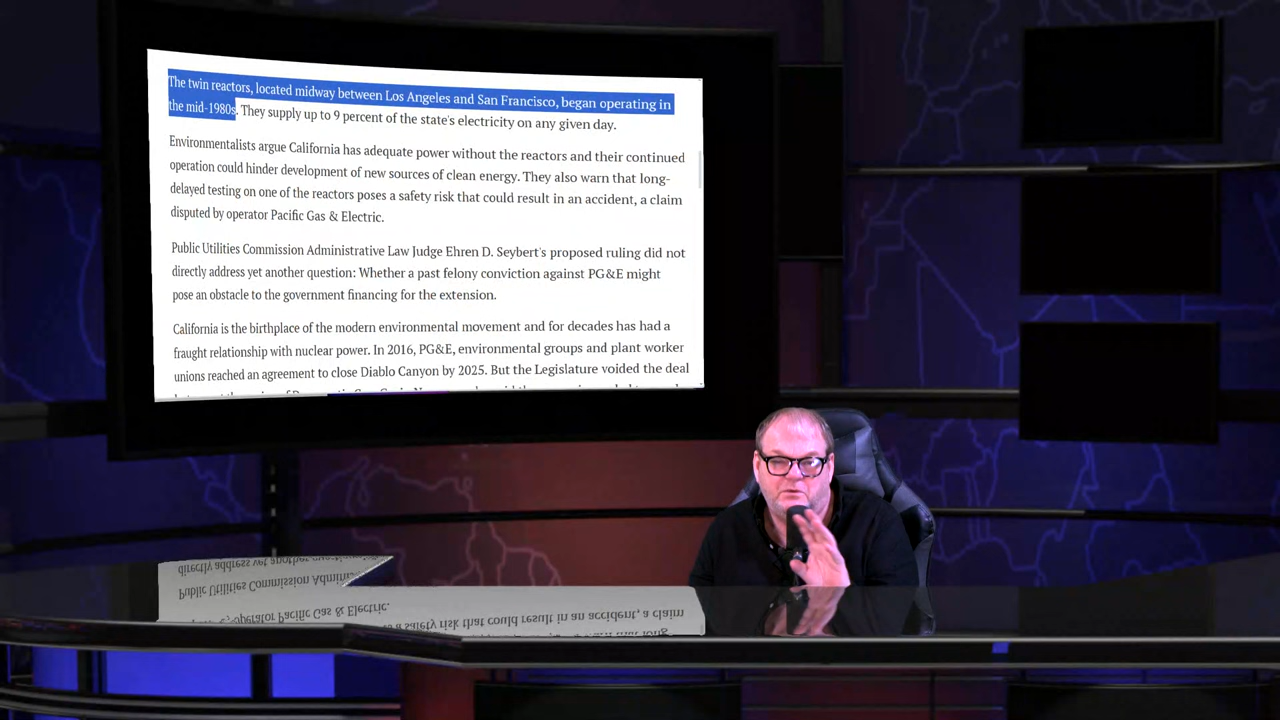 The twin reactors, located midway between Los Angeles and San Francisco, began operating in
the mid-1980s. They supply up to 9 percent of the state's electricity on any given day.
Environmentalists argue California has adequate power without the reactors and their continued
operation could hinder development of new sources of clean energy. They also warn that long-
delayed testing on one of the reactors poses a safety risk that could result in an accident, a claim
disputed by operator Pacific Gas & Electric.
Public Utilities Commission Administrative Law Judge Ehren D. Seybert's proposed ruling did not
directly address yet another question: Whether a past felony conviction against PG&E might
pose an obstacle to the government financing for the extension.
California is the birthplace of the modern environmental movement and for decades has had a
fraught relationship with nuclear power. In 2016, PG&E, environmental groups and plant worker
unions reached an agreement to close Diablo Canyon by 2025. But the Legislature voided the deal